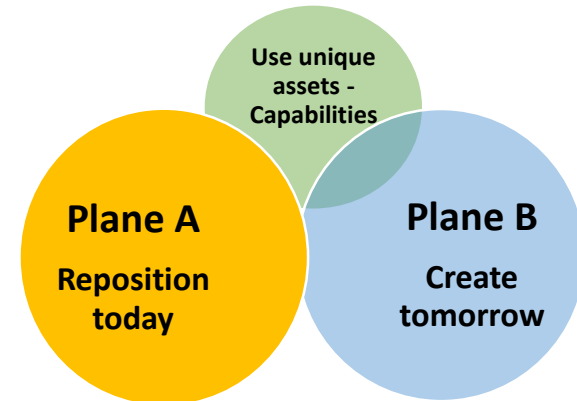 Use unique
assets -
Capabilities
Plane A
Reposition
today
Plane B
Create
tomorrow